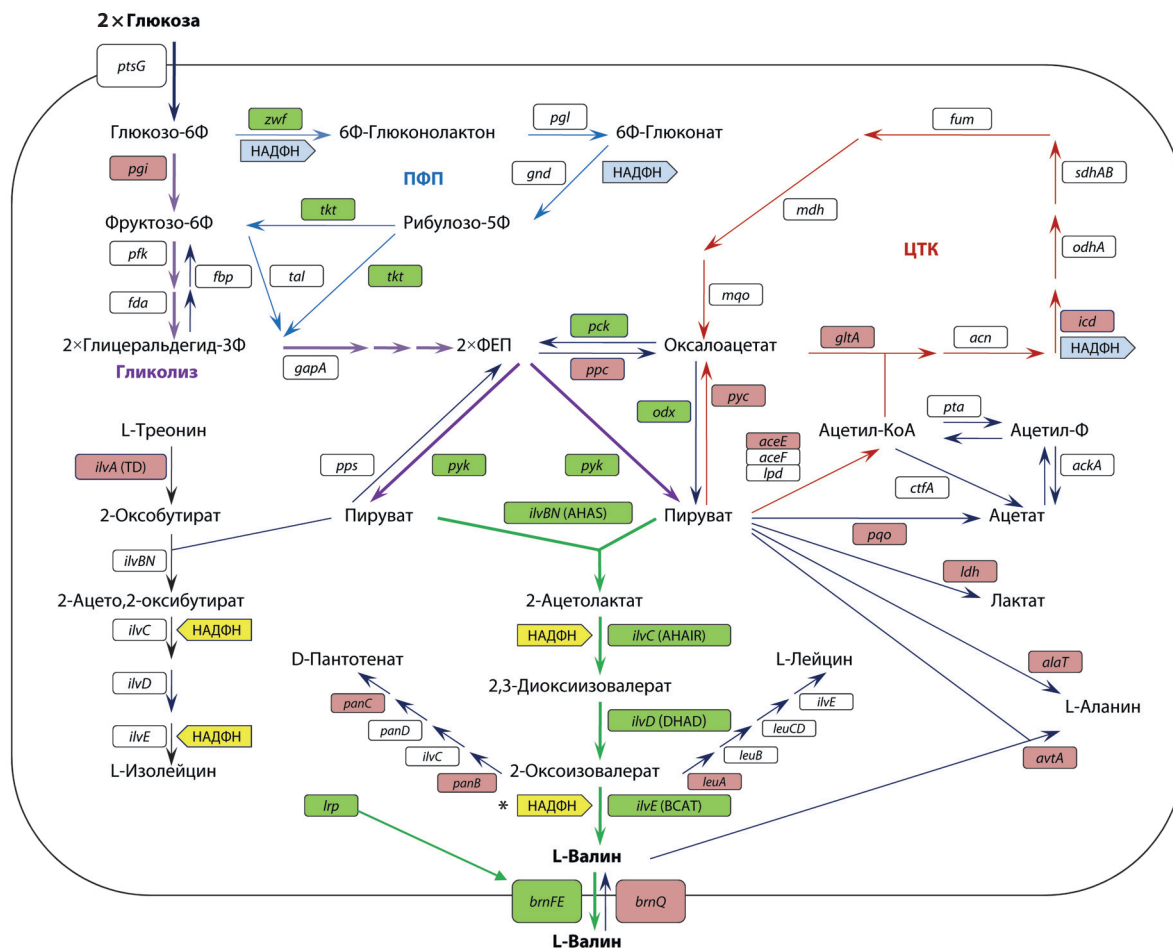 2×Глюкоза
ptsG
Глюкозо-6Ф
zwf
НАДФН
6Ф-Глюконолактон
pgl
6Ф-Глюконат
fum
pgi
ПФП
gnd
НАДФН
sdhAB
Фруктозо-6Ф
tkt
Рибулозо-5Ф
mdh
ЦТК
odhA
pfk
fbp
tal
tkt
mqo
fda
icd
НАДФН
2×Глицеральдегид-3Ф
Гликолиз
gapA
2×ФЕП
pck
ppc
Оксалоацетат
gltA
acn
odx
pyc
L-Треонин
ilvA (TD)
pps
pyk
pyk
aceE
aceF
lpd
Ацетил-КоА
pta
Ацетил-Ф
ctfA
ackA
2-Оксобутират
Пируват
ilvBN (AHAS)
Пируват
pqo
Ацетат
ilvBN
ldh
Лактат
2-Ацето,2-оксибутират
2-Ацетолактат
ilvC
НАДФН
НАДФН
ilvC (AHAIR)
D-Пантотенат
L-Лейцин
alaT
ilvD
panC
2,3-Диоксиизовалерат
ilvE
L-Аланин
ilvE
НАДФН
panD
ilvD (DHAD)
leuCD
avtA
ilvC
leuB
L-Изолейцин
panB
2-Оксоизовалерат
leuA
lrp
*
НАДФН
ilvE (BCAT)
L-Валин
brnFE
brnQ
L-Валин